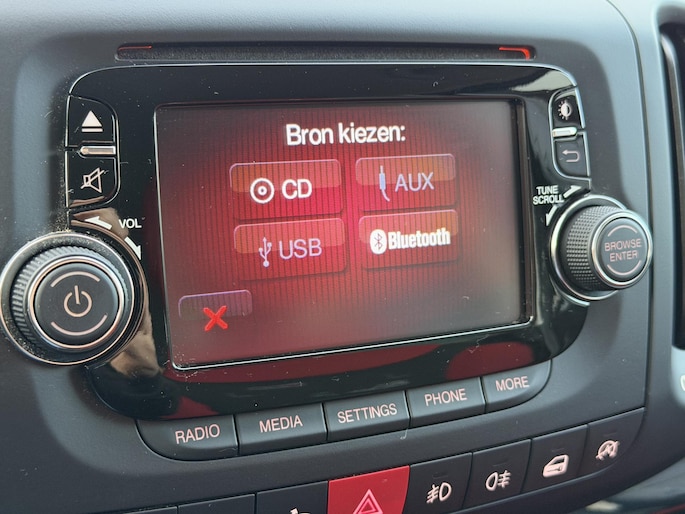 Bron kiezen:
CD
AUX
USB
Bluetooth
VOL
TUNE
SCROLL
BROWSE
ENTER
RADIO
MEDIA
SETTINGS
PHONE
MORE